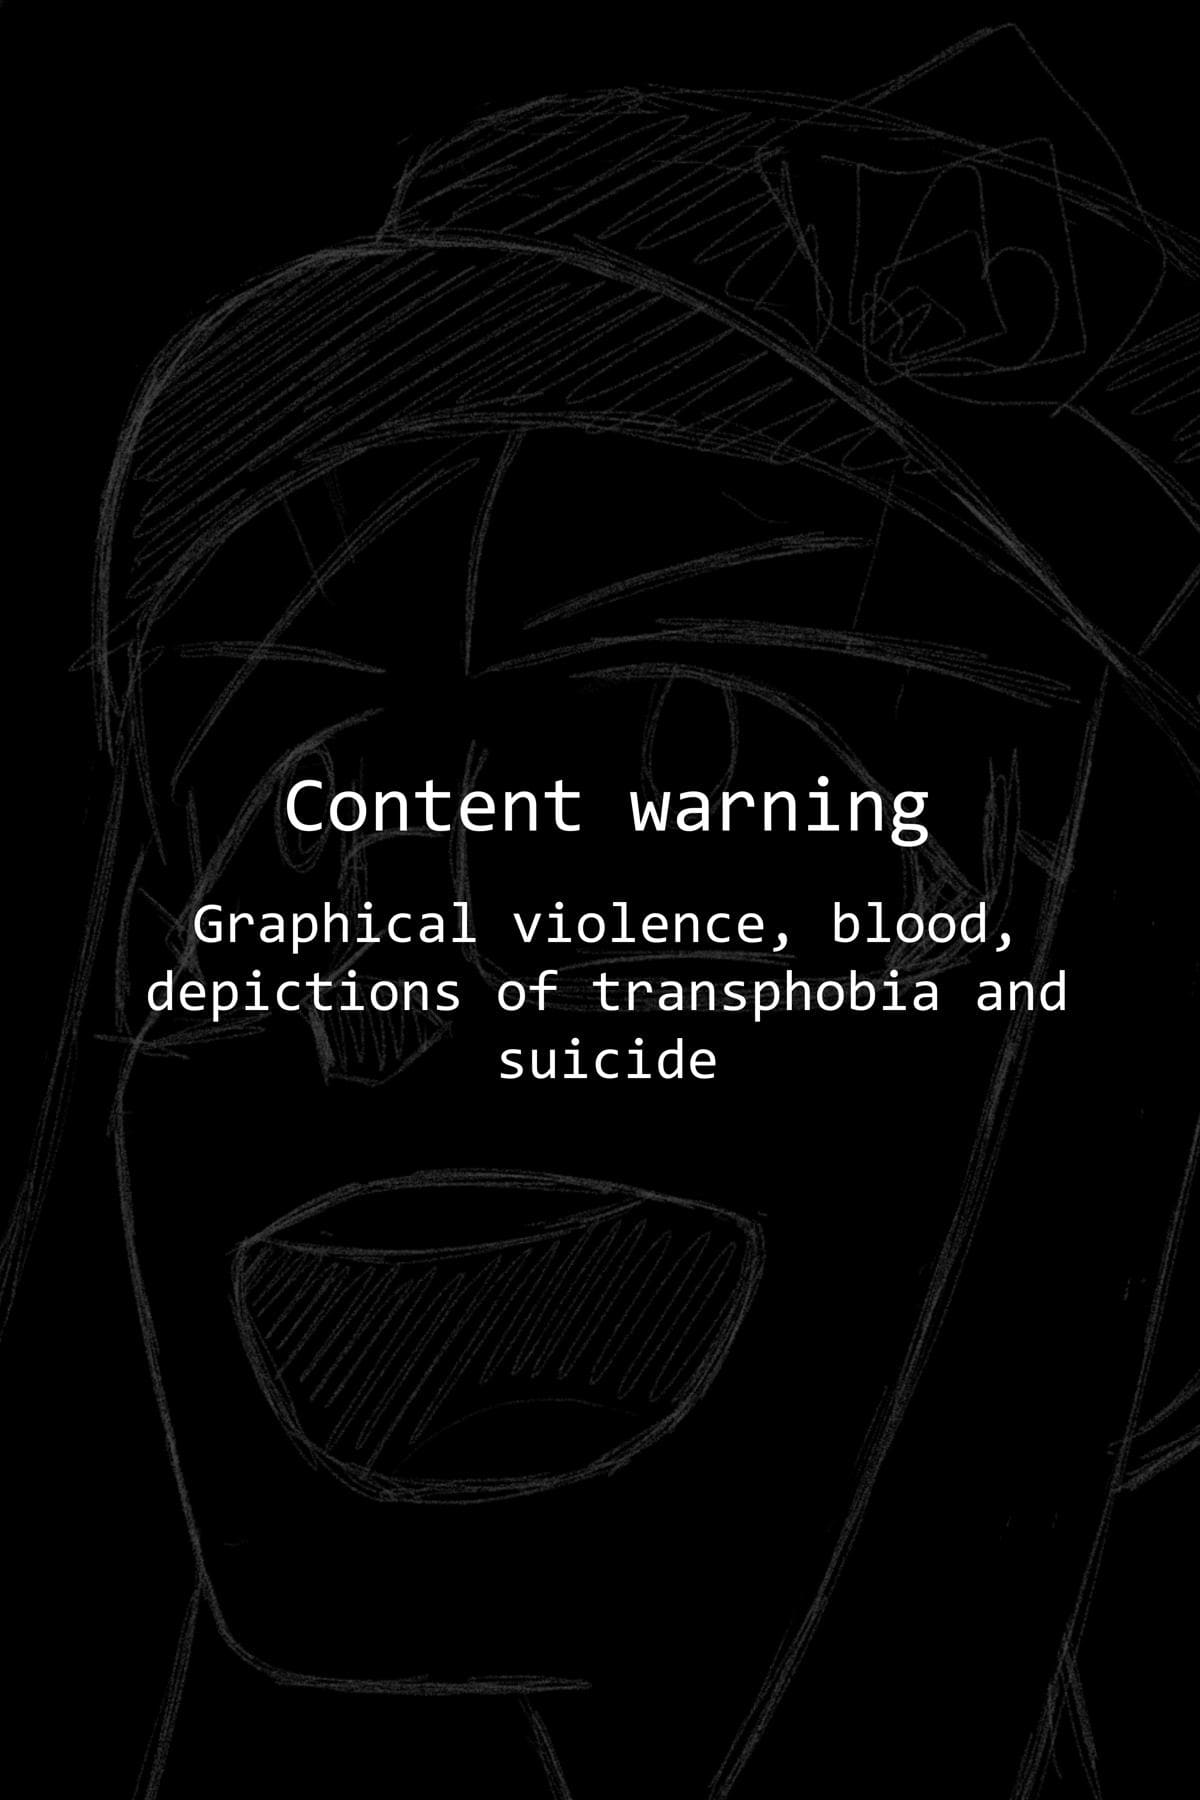 Content warning
Graphical violence, blood,
depictions of transphobia and
suicide